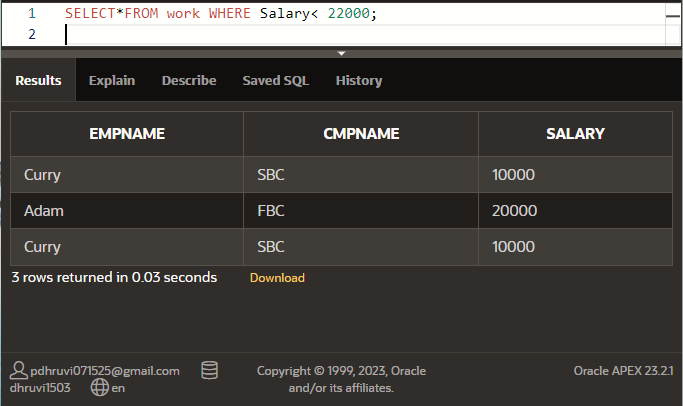 1 SELECT*FROM work WHERE Salary< 22000;
2
Results Explain Describe Saved SQL History
EMPNAME CMPNAME SALARY
Curry SBC 10000
Adam FBC 20000
Curry SBC 10000
3 rows returned in 0.03 seconds Download
pdhruvi071525@gmail.com
dhruvi1503 en
Copyright © 1999, 2023, Oracle
and/or its affiliates.
Oracle APEX 23.2.1